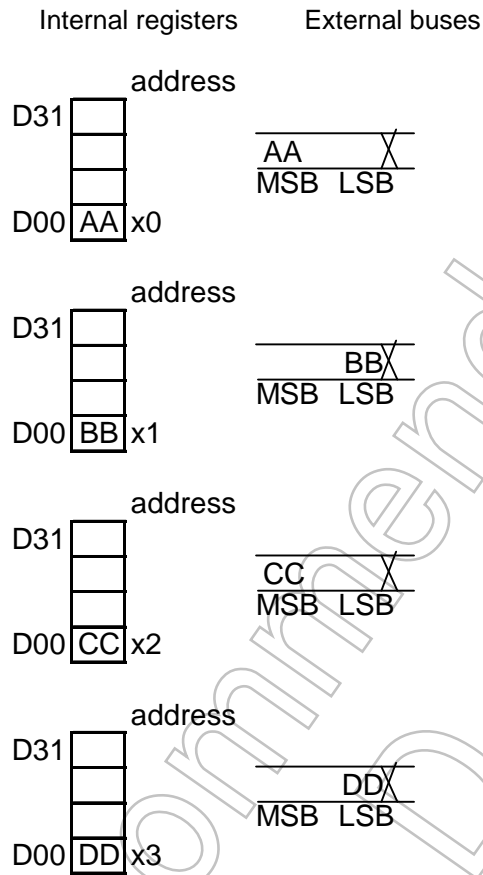 Internal registers External buses
address
D31
AA
MSB LSB
D00 AA x0
address
D31
BB
MSB LSB
D00 BB x1
address
D31
CC
MSB LSB
D00 CC x2
address
D31
DD
MSB LSB
D00 DD x3
ommend
D